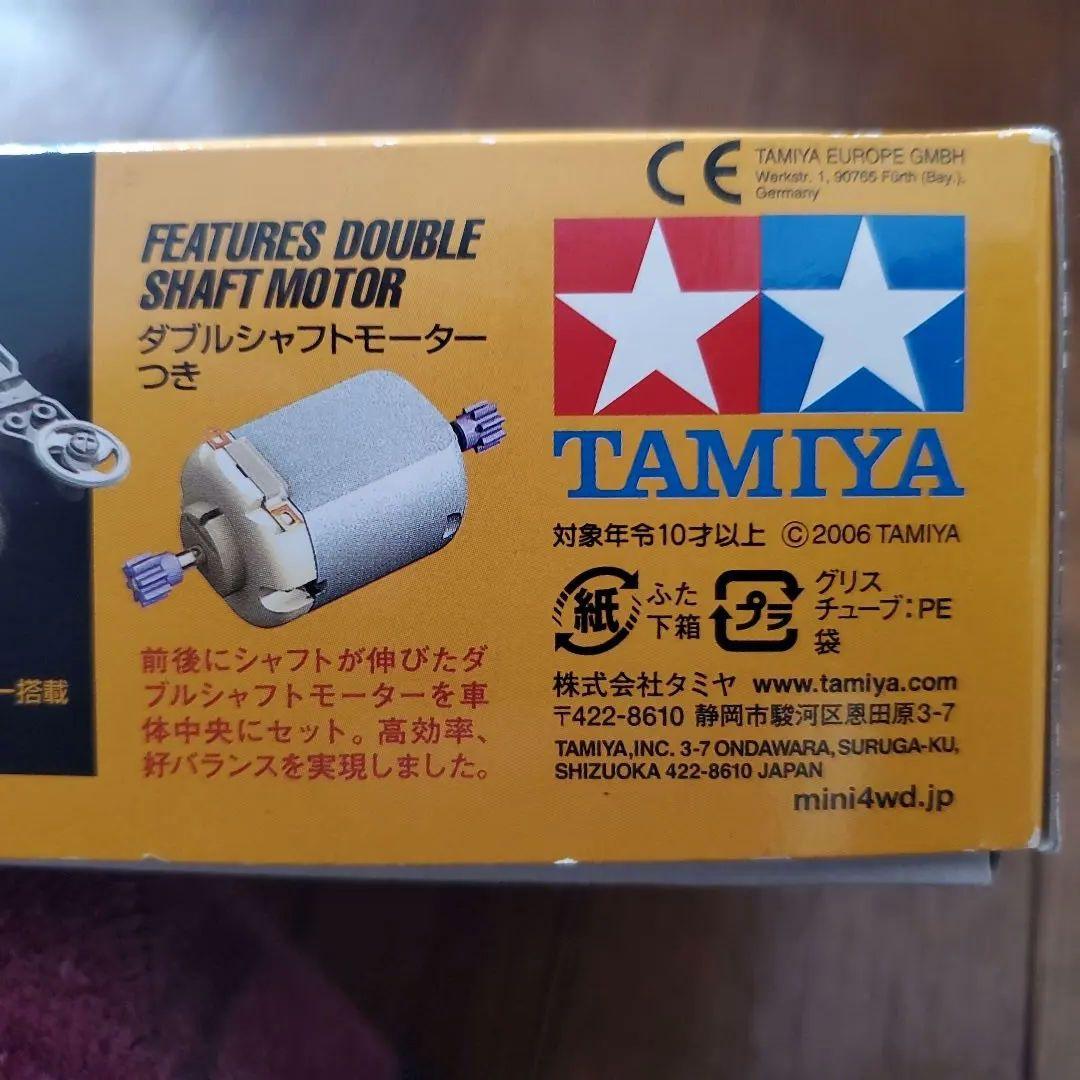 FEATURES DOUBLE
SHAFT MOTOR
ダブルシャフトモーター
つき
前後にシャフトが伸びたダ
ブルシャフトモーターを車
体中央にセット。高効率、
好バランスを実現しました。
ー搭載
CE
TAMIYA EUROPE GMBH
Werkstr. 1, 90765 Fürth (Bay.),
Germany
TAMIYA
対象年令10才以上 ©2006 TAMIYA
紙 ふた
下箱
プラ グリス
チューブ:PE
袋
株式会社タミヤ www.tamiya.com
〒422-8610 静岡市駿河区恩田原3-7
TAMIYA,INC. 3-7 ONDAWARA, SURUGA-KU,
SHIZUOKA 422-8610 JAPAN
mini4wd.jp